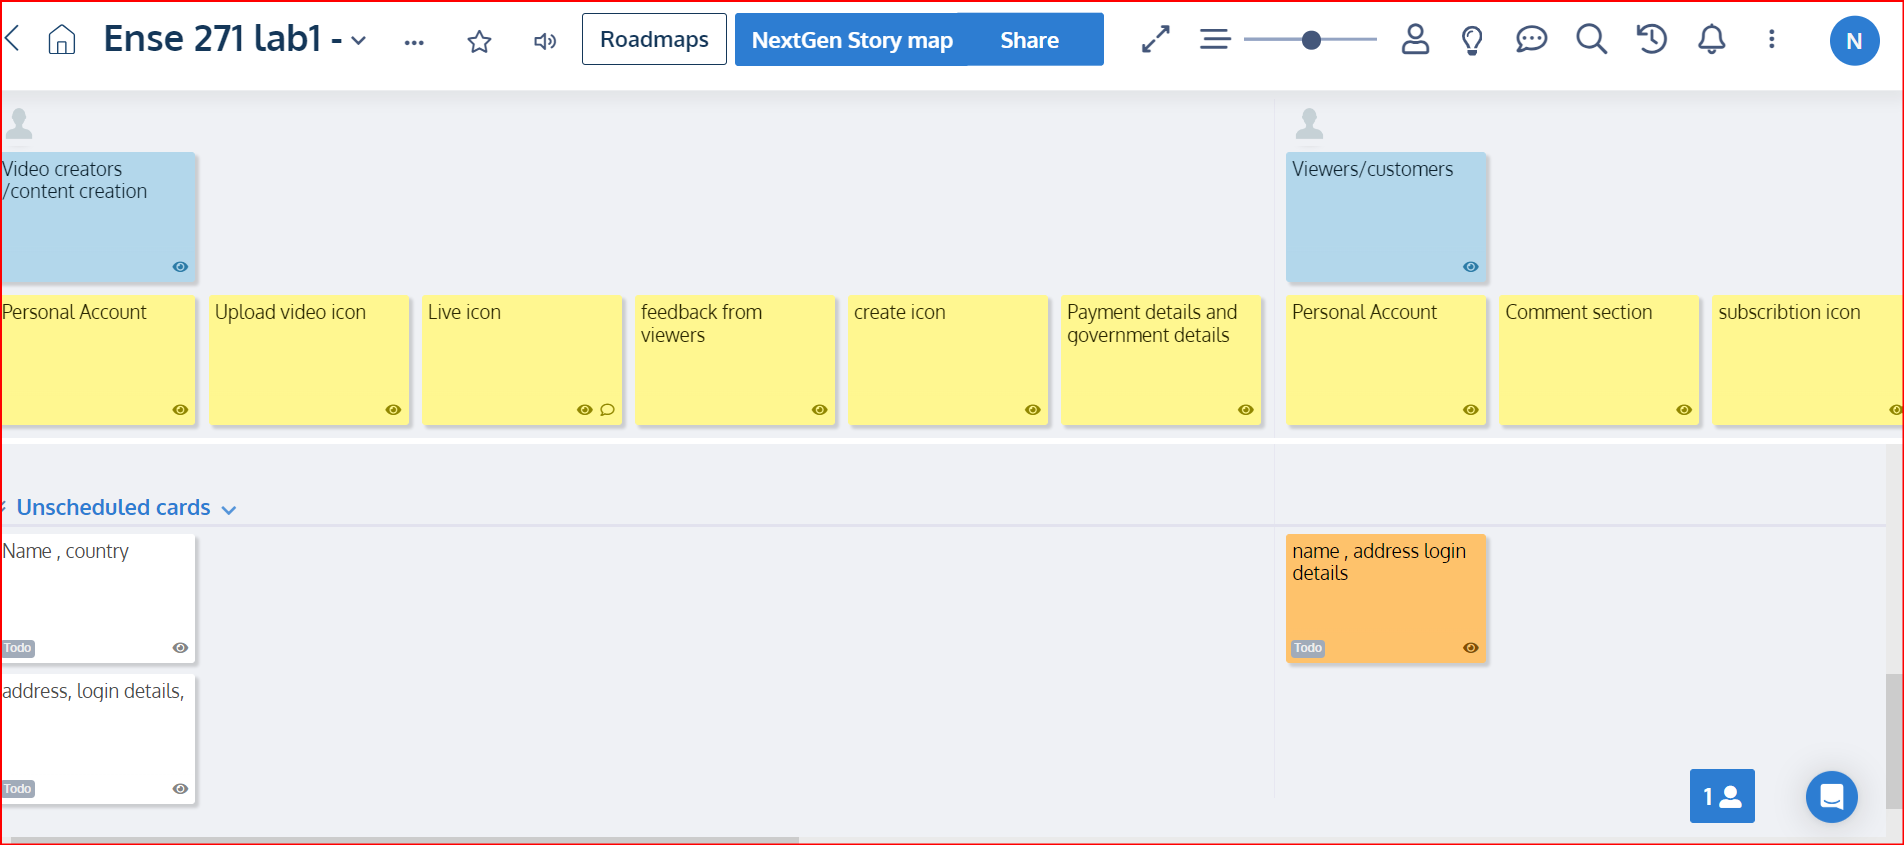 Ense 271 lab1 -
Roadmaps
NextGen Story map
Share
N
Video creators
/content creation
Viewers/customers
Personal Account
Upload video icon
Live icon
feedback from
viewers
create icon
Payment details and
government details
Personal Account
Comment section
subscribtion icon
Unscheduled cards
Name , country
Todo
name , address login
details
Todo
address, login details,
Todo
1